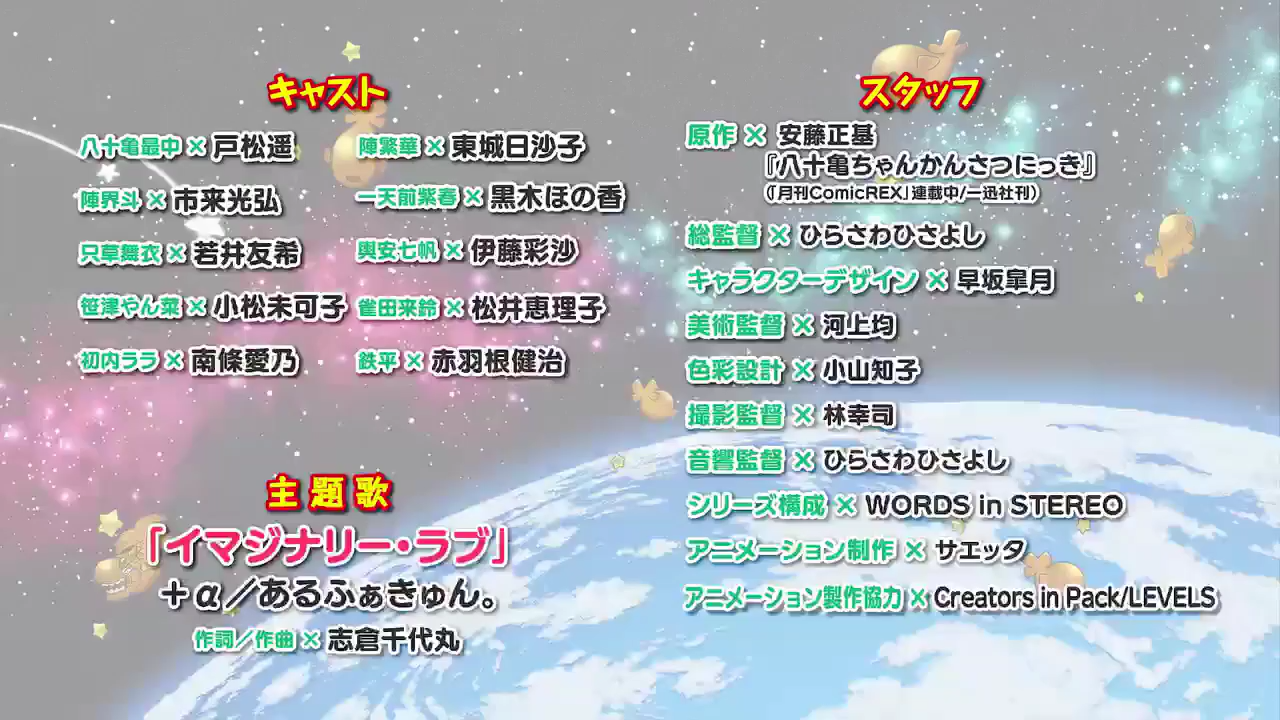 キャスト
八十亀最中×戸松遥
陣繁華×東城日沙子
陣界斗×市来光弘
一天前紫春×黒木ほの香
只草舞衣×若井友希
與安七帆×伊藤彩沙
笹津やん菜×小松未可子
雀田来鈴×松井恵理子
初内ララ×南條愛乃
鉄平×赤羽根健治
主題歌
「イマジナリー・ラブ」
＋α／あるふぁきゅん。
作詞／作曲×志倉千代丸
スタッフ
原作×安藤正基
『八十亀ちゃんかんさつにっき』
(「月刊ComicREX」連載中/一迅社刊)
総監督×ひらさわひさよし
キャラクターデザイン×早坂皐月
美術監督×河上均
色彩設計×小山知子
撮影監督×林幸司
音響監督×ひらさわひさよし
シリーズ構成×WORDS in STEREO
アニメーション制作×サエッタ
アニメーション製作協力×Creators in Pack/LEVELS